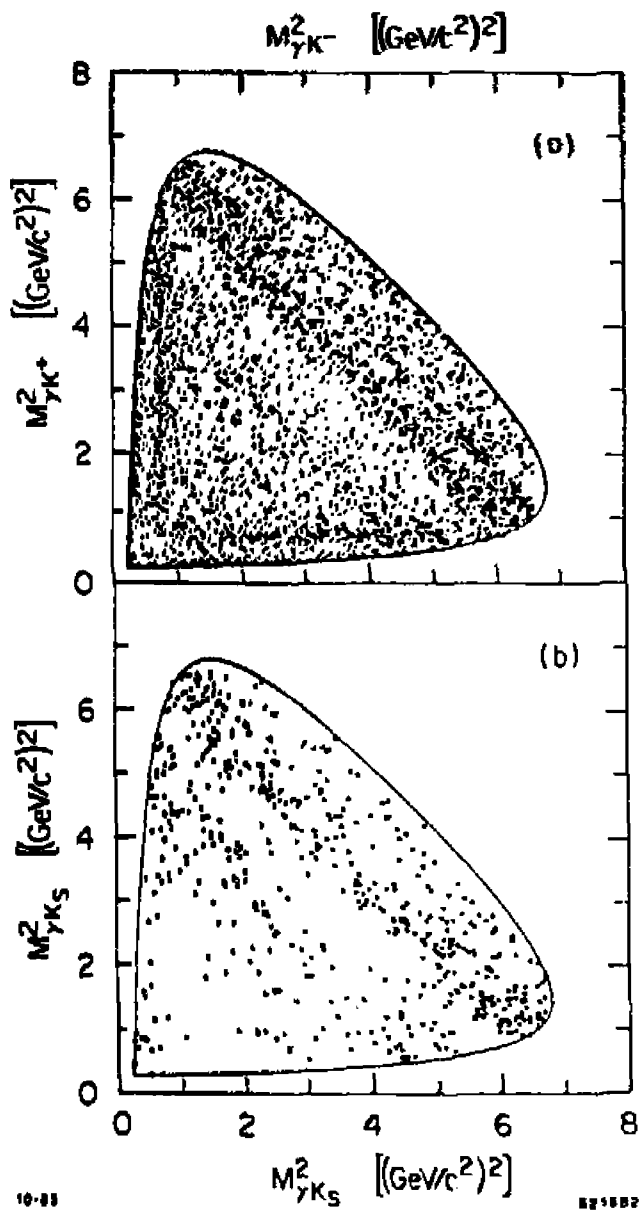 M²γK⁻ [(GeV/c²)²]
8
6
4
2
0
M²γK⁺ [(GeV/c²)²]
(a)
6
4
2
0
M²γKS [(GeV/c²)²]
(b)
0 2 4 6 8
M²γKS [(GeV/c²)²]
10-85